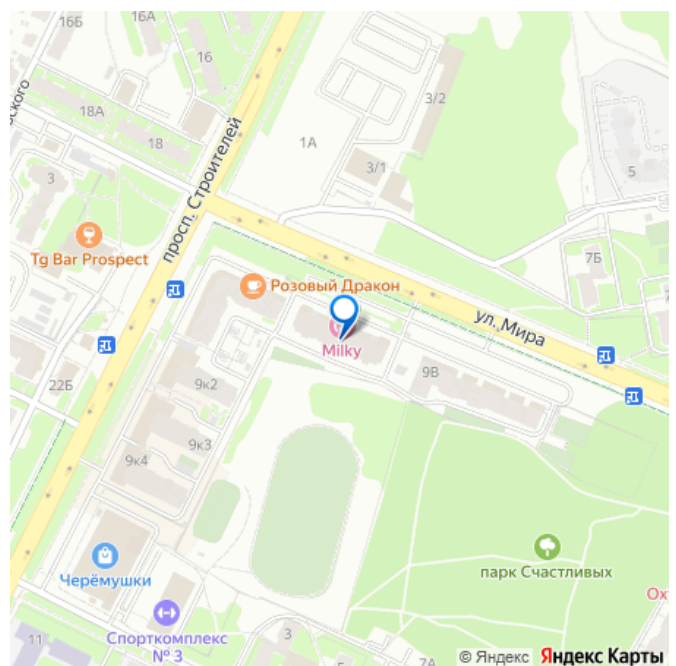 16Б
16А
16
18А
18
ского
3/2
1А
3/1
5
3
просп. Строителей
Tg Bar Prospect
7Б
Розовый Дракон
ул. Мира
Milky
22Б
9к2
9В
9к3
9к4
Черёмушки
парк Счастливых
Ох
Спорткомплекс
№ 3
3
11
7А
© Яндекс Яндекс Карты